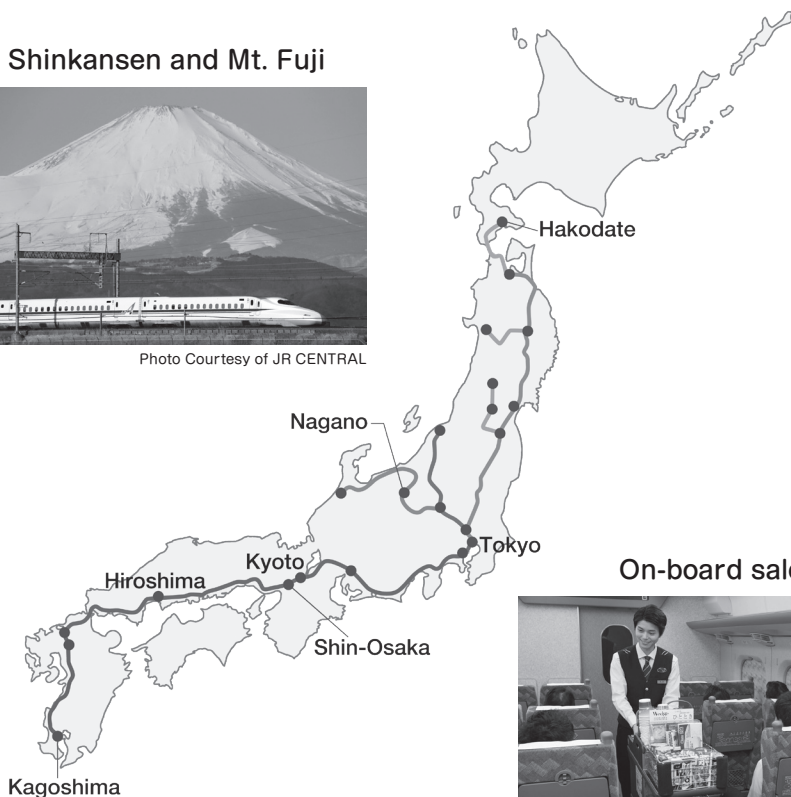 Shinkansen and Mt. Fuji
Photo Courtesy of JR CENTRAL
Hakodate
Nagano
Tokyo
Kyoto
Hiroshima
Shin-Osaka
Kagoshima
On-board sale